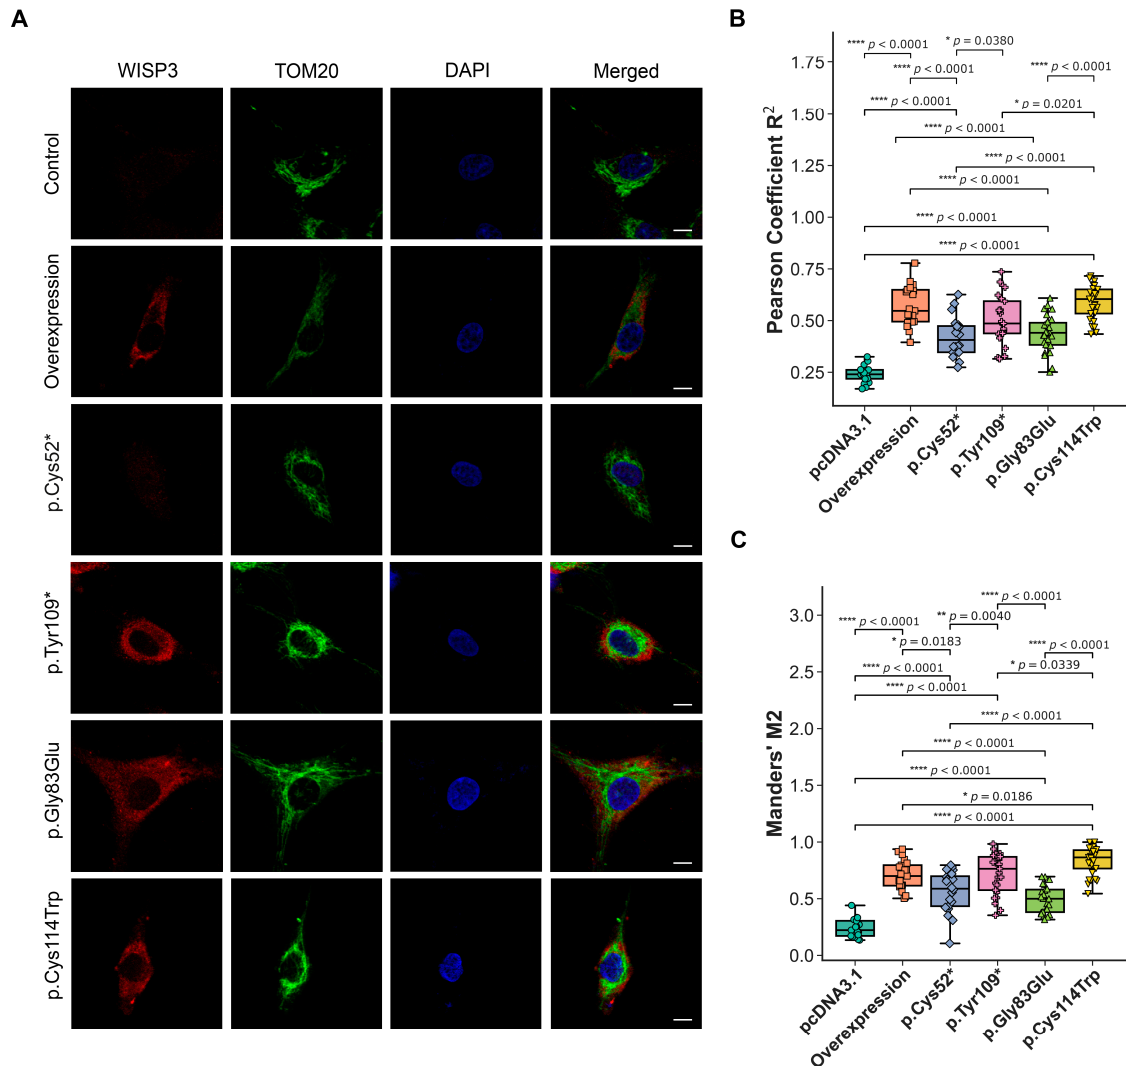 A
WISP3 TOM20 DAPI Merged
Control
Overexpression
p.Cys52*
p.Tyr109*
p.Gly83Glu
p.Cys114Trp
B
Pearson Coefficient R²
1.75
1.50
1.25
1.00
0.75
0.50
0.25
**** p < 0.0001
* p = 0.0380
**** p < 0.0001
**** p < 0.0001
**** p < 0.0001
* p = 0.0201
**** p < 0.0001
**** p < 0.0001
**** p < 0.0001
**** p < 0.0001
**** p < 0.0001
pcDNA3.1
Overexpression
p.Cys52*
p.Tyr109*
p.Gly83Glu
p.Cys114Trp
C
Manders' M2
3.0
2.5
2.0
1.5
1.0
0.5
0.0
**** p < 0.0001
** p = 0.0040
**** p < 0.0001
* p = 0.0183
**** p < 0.0001
**** p < 0.0001
* p = 0.0339
**** p < 0.0001
**** p < 0.0001
**** p < 0.0001
**** p < 0.0001
* p = 0.0186
**** p < 0.0001
pcDNA3.1
Overexpression
p.Cys52*
p.Tyr109*
p.Gly83Glu
p.Cys114Trp